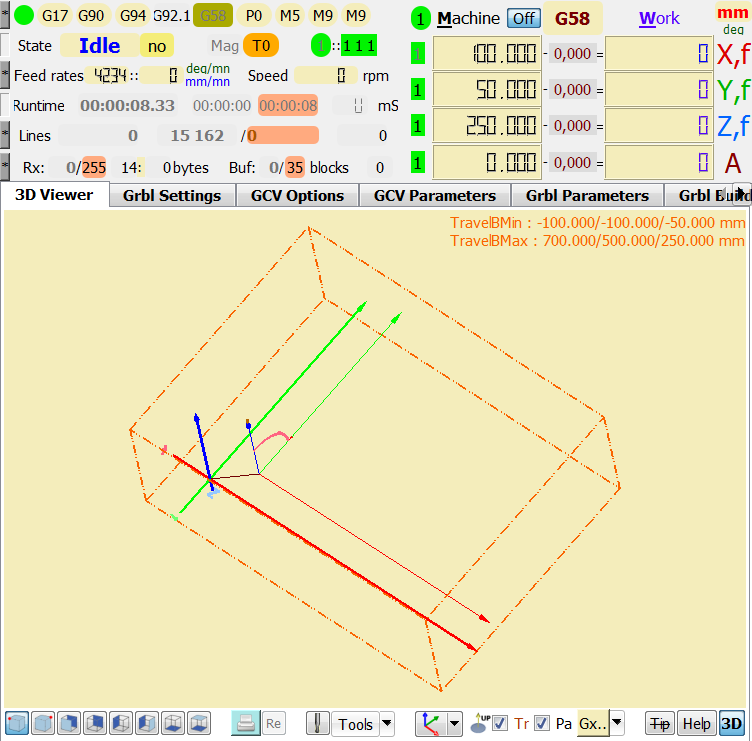 * G17 G90 G94 G92.1 G58 P0 M5 M9 M9 1 Machine Off G58 Work mm deg
State Idle no Mag T0 1 :: 1 1 1 1 100.000 - 0,000 = 0 X,f
* Feed rates 4234 :: 0 deg/mn mm/mn Speed 0 rpm 1 50.000 - 0,000 = 0 Y,f
Runtime 00:00:08.33 00:00:00 00:00:08 0 mS 1 250.000 - 0,000 = 0 Z,f
* Lines 0 15 162 /0 0
* Rx: 0/255 14: 0 bytes Buf: 0/35 blocks 0 1 0.000 - 0,000 = A
3D Viewer Grbl Settings GCV Options GCV Parameters Grbl Parameters Grbl Build
TravelBMin : -100.000/-100.000/-50.000 mm
TravelBMax : 700.000/500.000/250.000 mm
Re Tools UP Tr Pa Gx.. Tip Help 3D